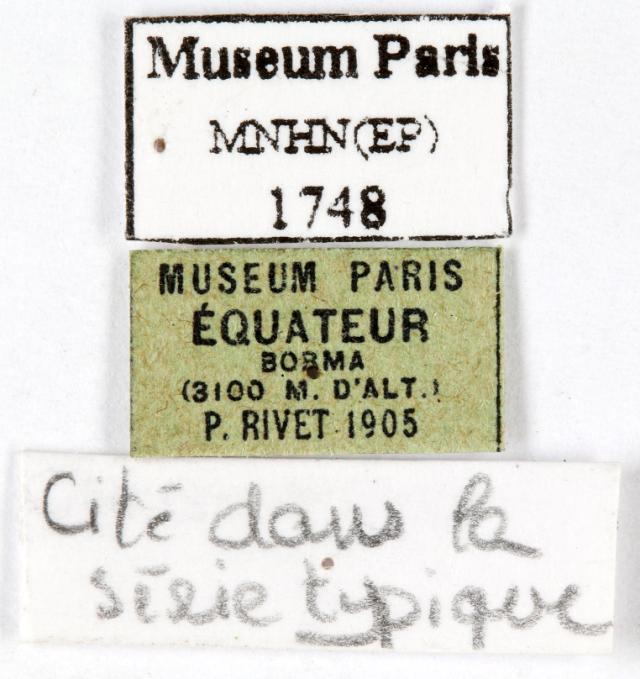 Museum Paris
MNHN(EP)
1748
MUSEUM PARIS
ÉQUATEUR
BORMA
(3100 M. D'ALT.)
P. RIVET 1905
Cité dans la
série typique